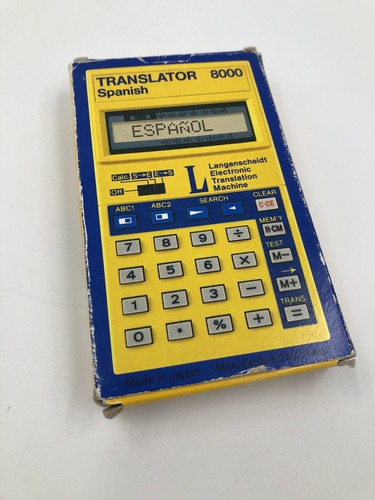 TRANSLATOR 8000
Spanish
ESPAÑOL
Calc S→E E→S
Off
L Langenscheidt
Electronic
Translation
Machine
ABC1 ABC2 SEARCH CLEAR
C·CE
MEM'Y
7 8 9 ÷ R·CM
TEST
4 5 6 × M−
→
1 2 3 − M+
TRANS
0 · % + =
Made in Japan